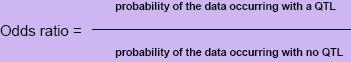 probability of the data occurring with a QTL
Odds ratio =
probability of the data occurring with no QTL